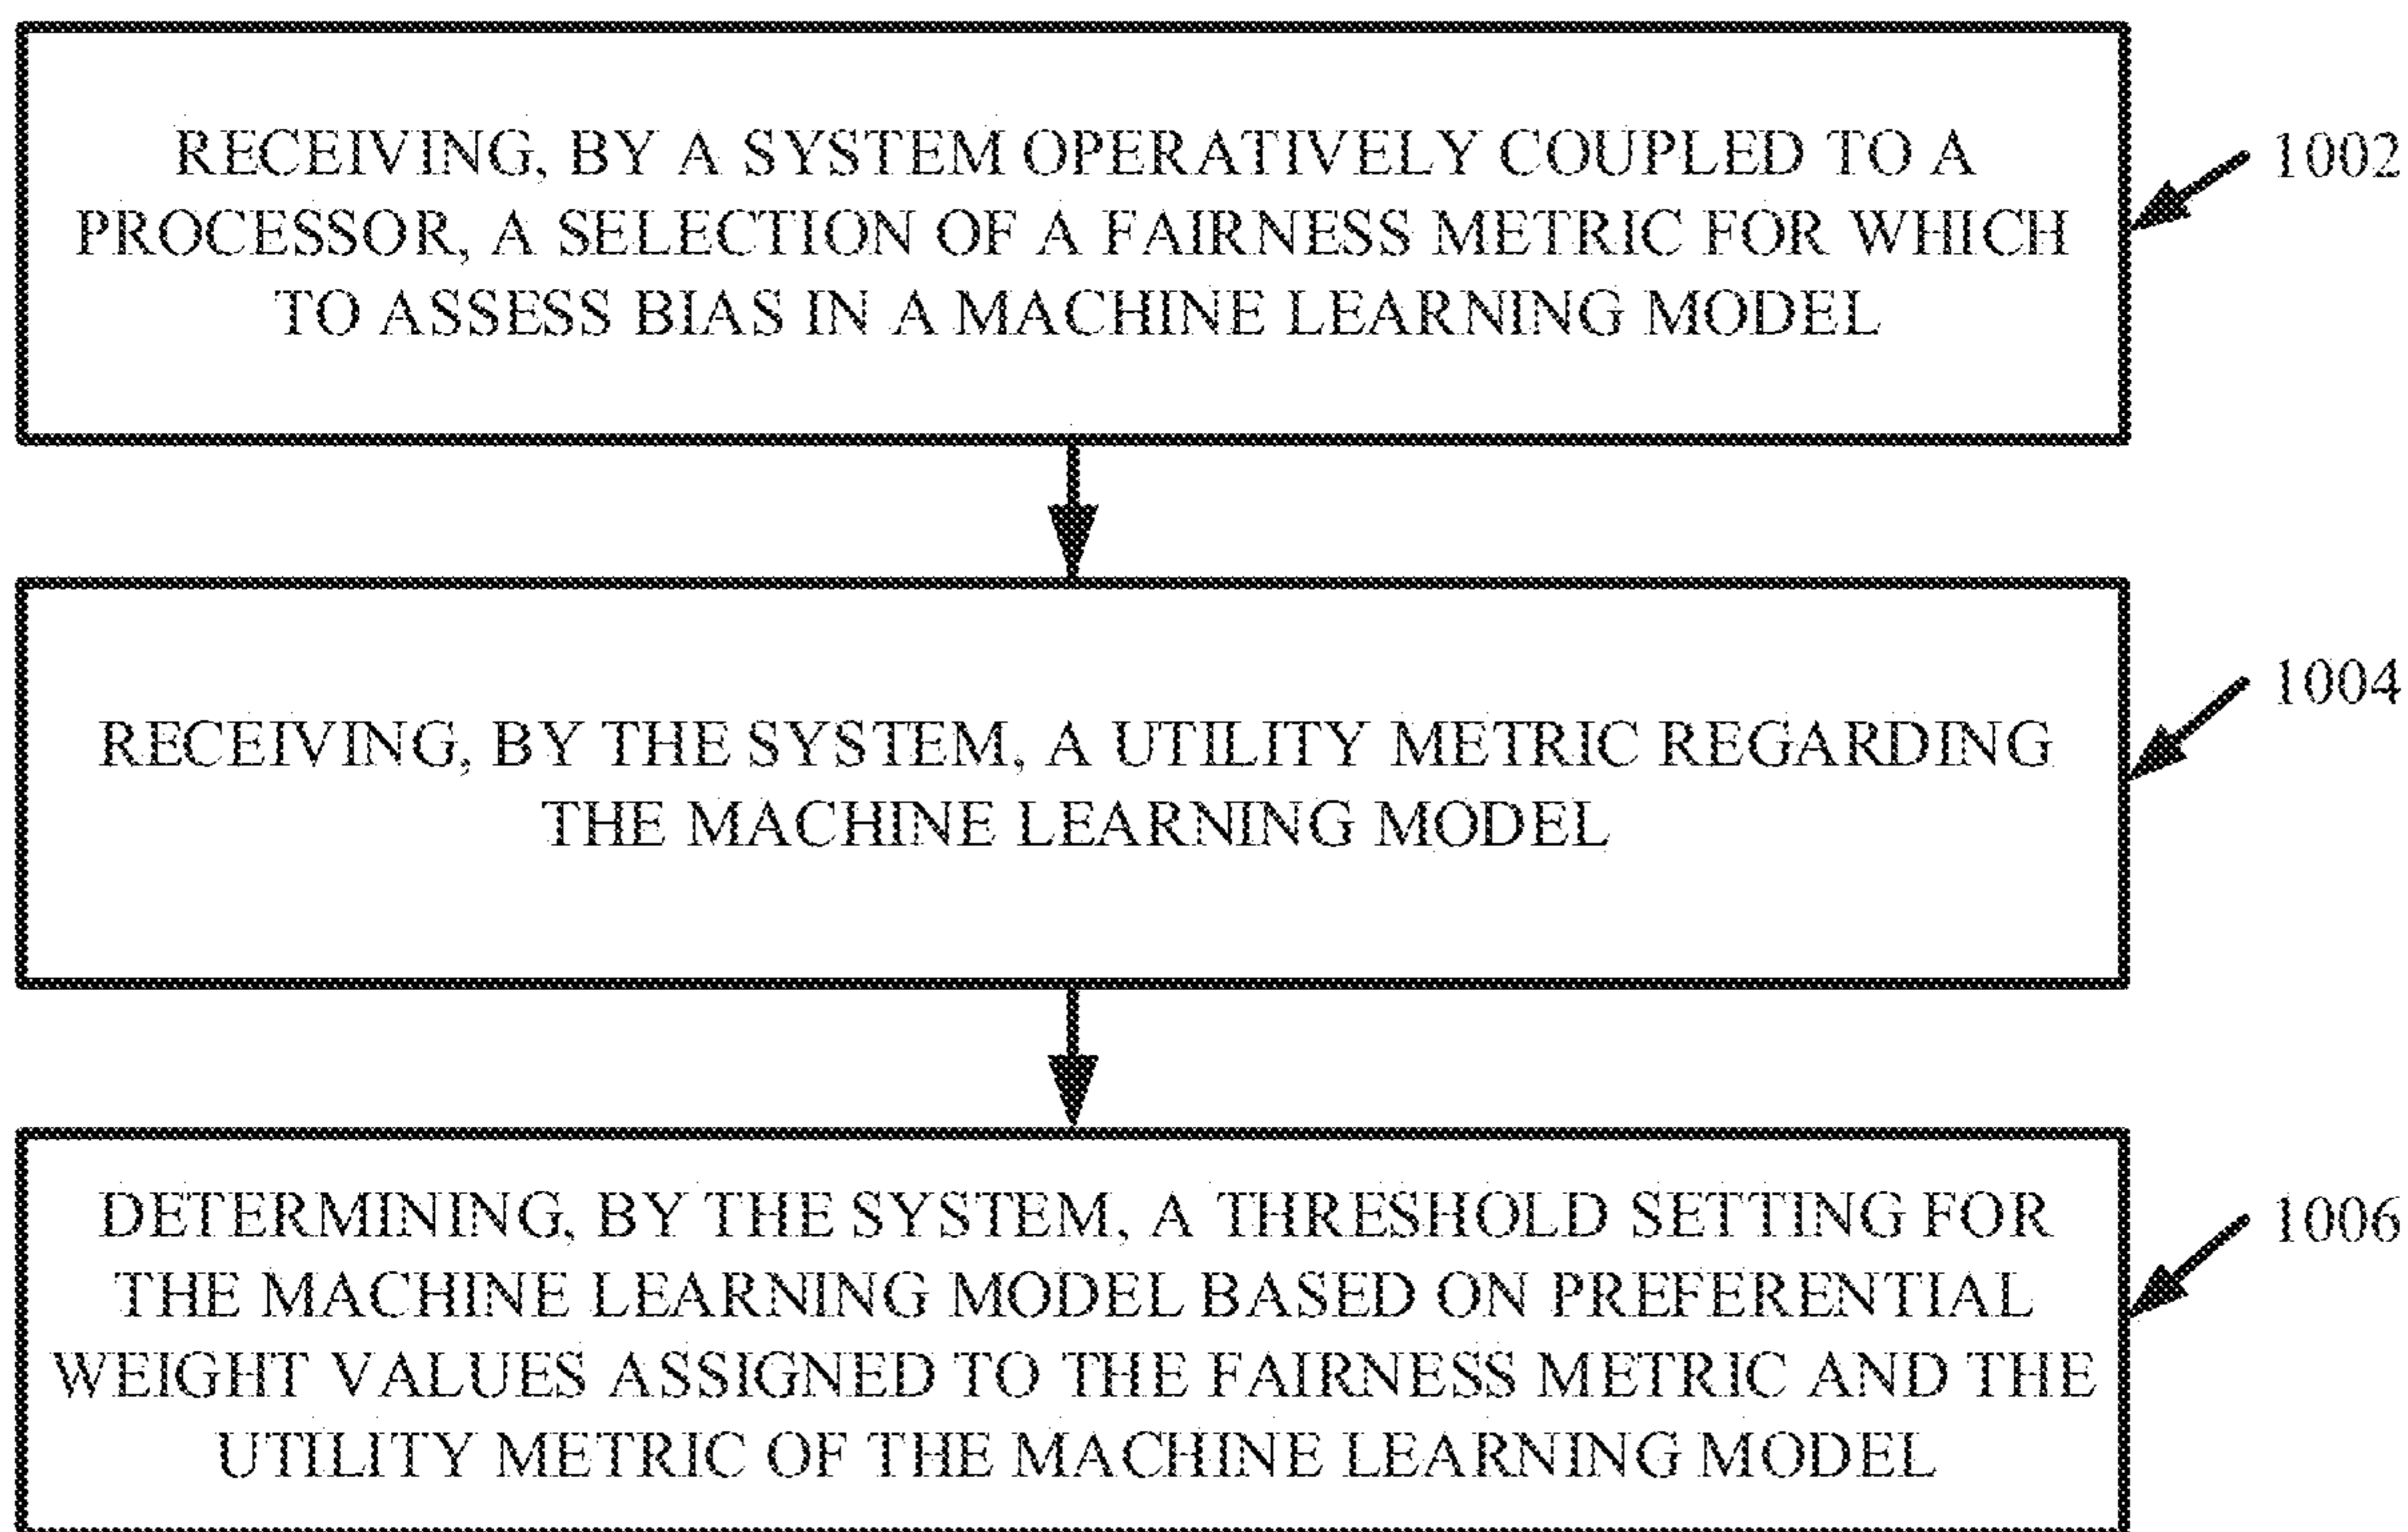 RECEIVING, BY A SYSTEM OPERATIVELY COUPLED TO A
PROCESSOR, A SELECTION OF A FAIRNESS METRIC FOR WHICH
TO ASSESS BIAS IN A MACHINE LEARNING MODEL
1002
RECEIVING, BY THE SYSTEM, A UTILITY METRIC REGARDING
THE MACHINE LEARNING MODEL
1004
DETERMINING, BY THE SYSTEM, A THRESHOLD SETTING FOR
THE MACHINE LEARNING MODEL BASED ON PREFERENTIAL
WEIGHT VALUES ASSIGNED TO THE FAIRNESS METRIC AND THE
UTILITY METRIC OF THE MACHINE LEARNING MODEL
1006